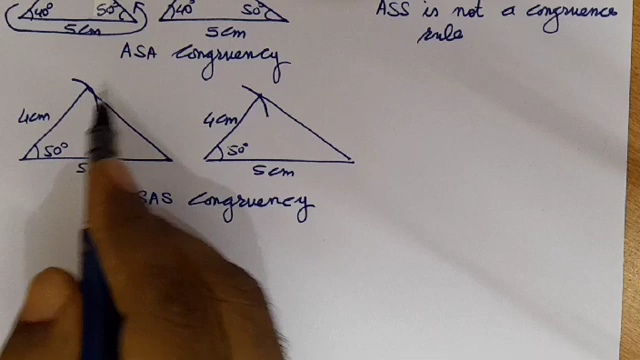 40° 50° 40° 50°
5cm 5cm
ASA Congruency
ASS is not a congruence
rule
4cm 50° 4cm 50°
5 5cm
SAS Congruency